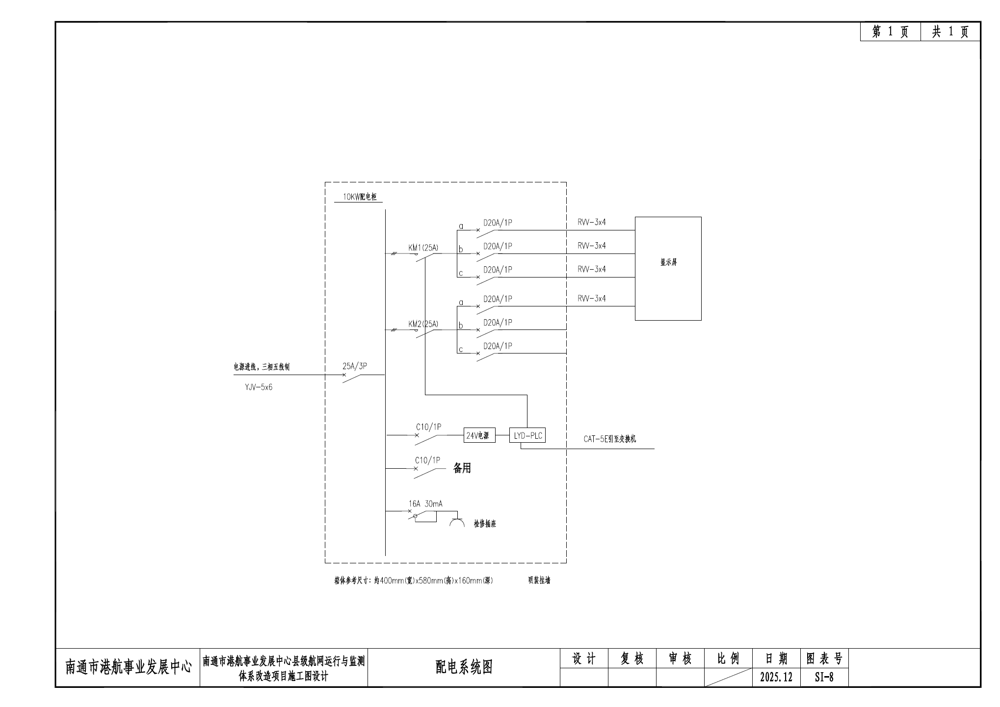 第 1 页 共 1 页
10KW配电柜
a D20A/1P RVV-3x4
KM1(25A) b D20A/1P RVV-3x4
显示屏
c D20A/1P RVV-3x4
a D20A/1P RVV-3x4
KM2(25A) b D20A/1P
c D20A/1P
电源进线，三相五线制 25A/3P
YJV-5x6
C10/1P
24V电源 LYD-PLC
CAT-5E引至交换机
C10/1P 备用
16A 30mA
检修插座
箱体参考尺寸：约400mm(宽)x580mm(高)x160mm(深) 明装挂墙
南通市港航事业发展中心
南通市港航事业发展中心县级航网运行与监测
体系改造项目施工图设计
配电系统图
设 计 复 核 审 核 比 例 日 期 图 表 号
2025.12 SI-8